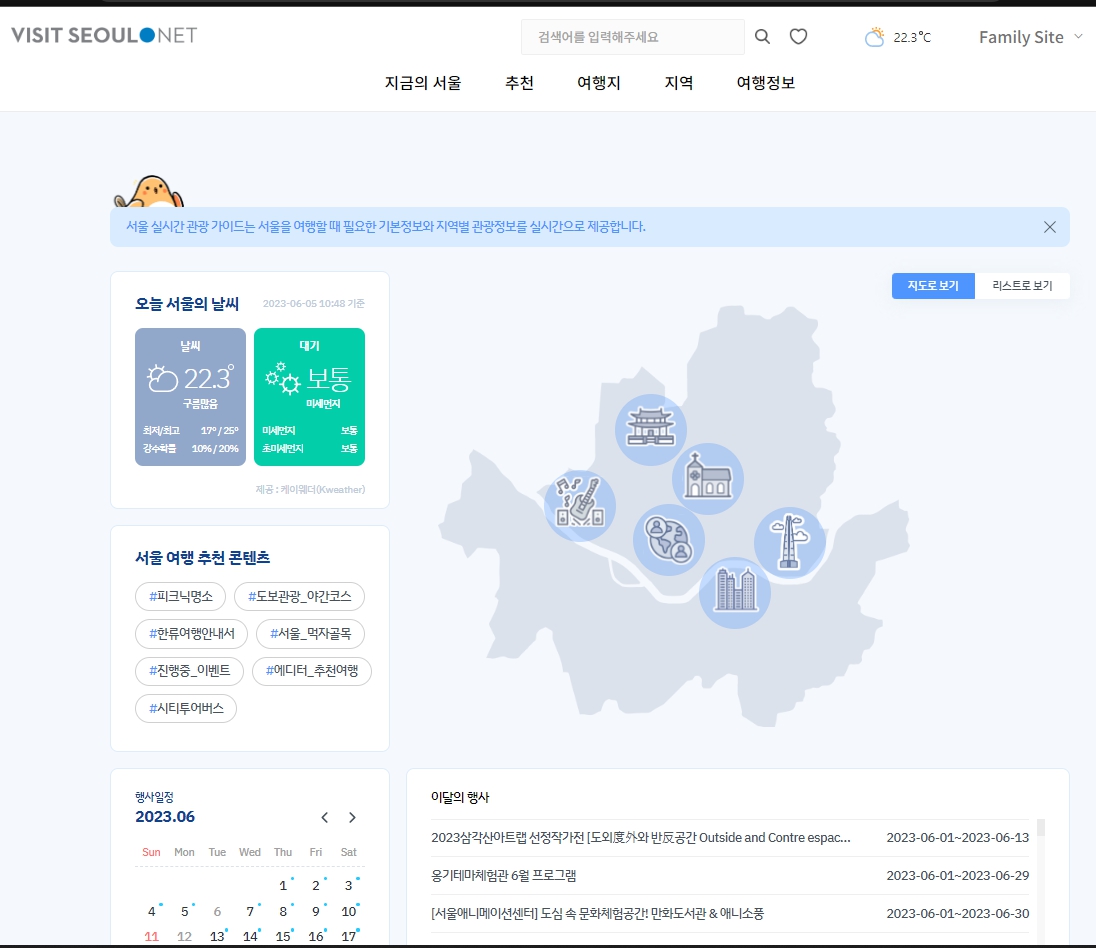 VISIT SEOUL NET
검색어를 입력해주세요
22.3℃
Family Site
지금의 서울 추천 여행지 지역 여행정보
서울 실시간 관광 가이드는 서울을 여행할 때 필요한 기본정보와 지역별 관광정보를 실시간으로 제공합니다.
지도로 보기 리스트로 보기
오늘 서울의 날씨 2023-06-05 10:48 기준
날씨
22.3°
구름많음
최저/최고 17° / 25°
강수확률 10% / 20%
대기
보통
미세먼지
미세먼지 보통
초미세먼지 보통
제공 : 케이웨더(Kweather)
서울 여행 추천 콘텐츠
#피크닉명소 #도보관광_야간코스
#한류여행안내서 #서울_먹자골목
#진행중_이벤트 #에디터_추천여행
#시티투어버스
행사일정
2023.06
Sun Mon Tue Wed Thu Fri Sat
1 2 3
4 5 6 7 8 9 10
11 12 13 14 15 16 17
이달의 행사
2023삼각산아트랩 선정작가전 [도외度外와 반反공간 Outside and Contre espac... 2023-06-01~2023-06-13
옹기테마체험관 6월 프로그램 2023-06-01~2023-06-29
[서울애니메이션센터] 도심 속 문화체험공간! 만화도서관 & 애니소풍 2023-06-01~2023-06-30